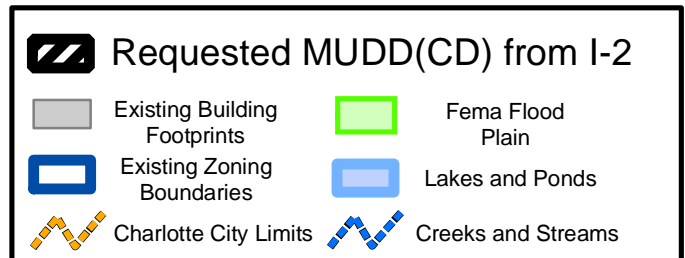 Requested MUDD(CD) from I-2
Existing Building
Footprints
Fema Flood
Plain
Existing Zoning
Boundaries
Lakes and Ponds
Charlotte City Limits
Creeks and Streams